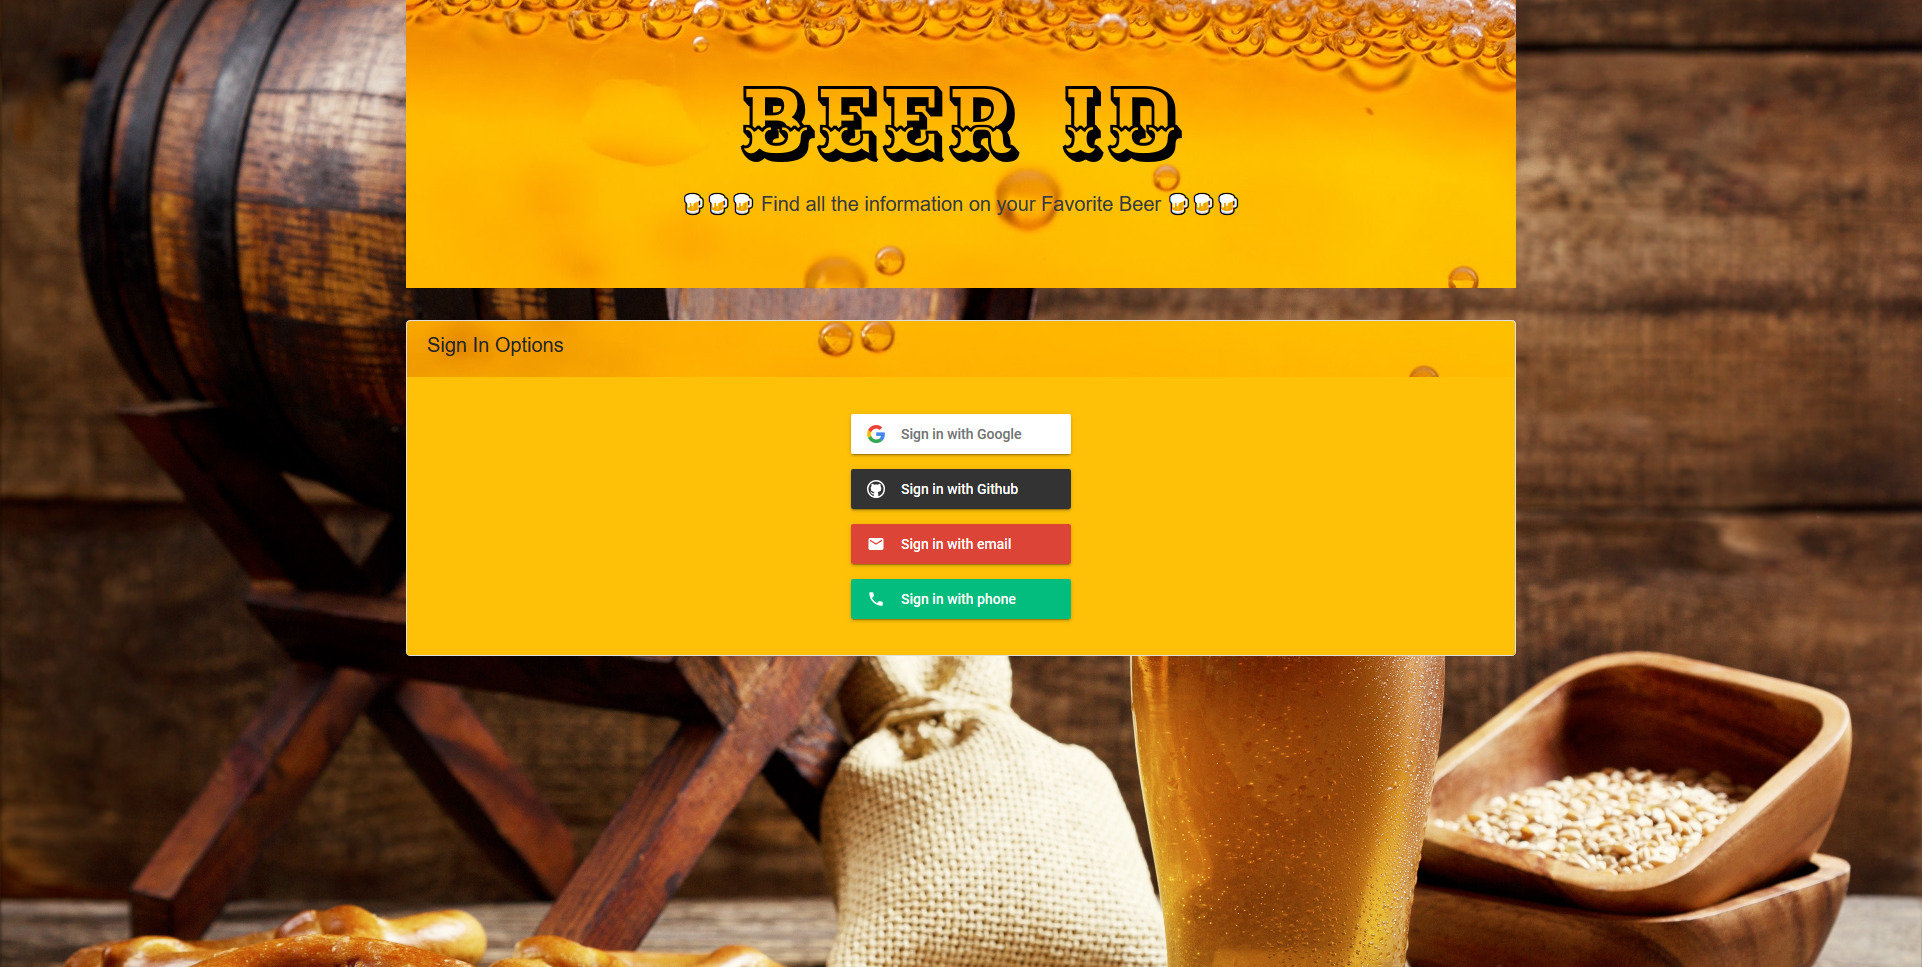 BEER ID
🍺🍺🍺 Find all the information on your Favorite Beer 🍺🍺🍺
Sign In Options
Sign in with Google
Sign in with Github
Sign in with email
Sign in with phone